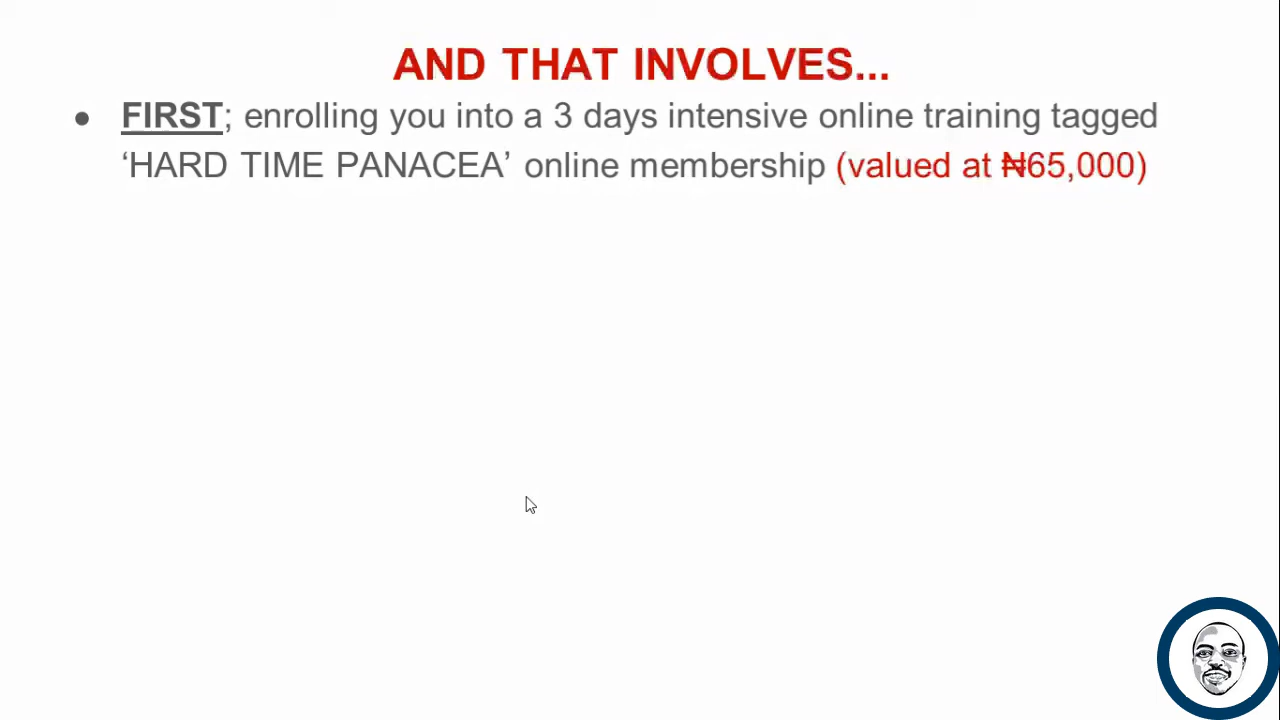 AND THAT INVOLVES...
● FIRST; enrolling you into a 3 days intensive online training tagged
‘HARD TIME PANACEA’ online membership (valued at ₦65,000)